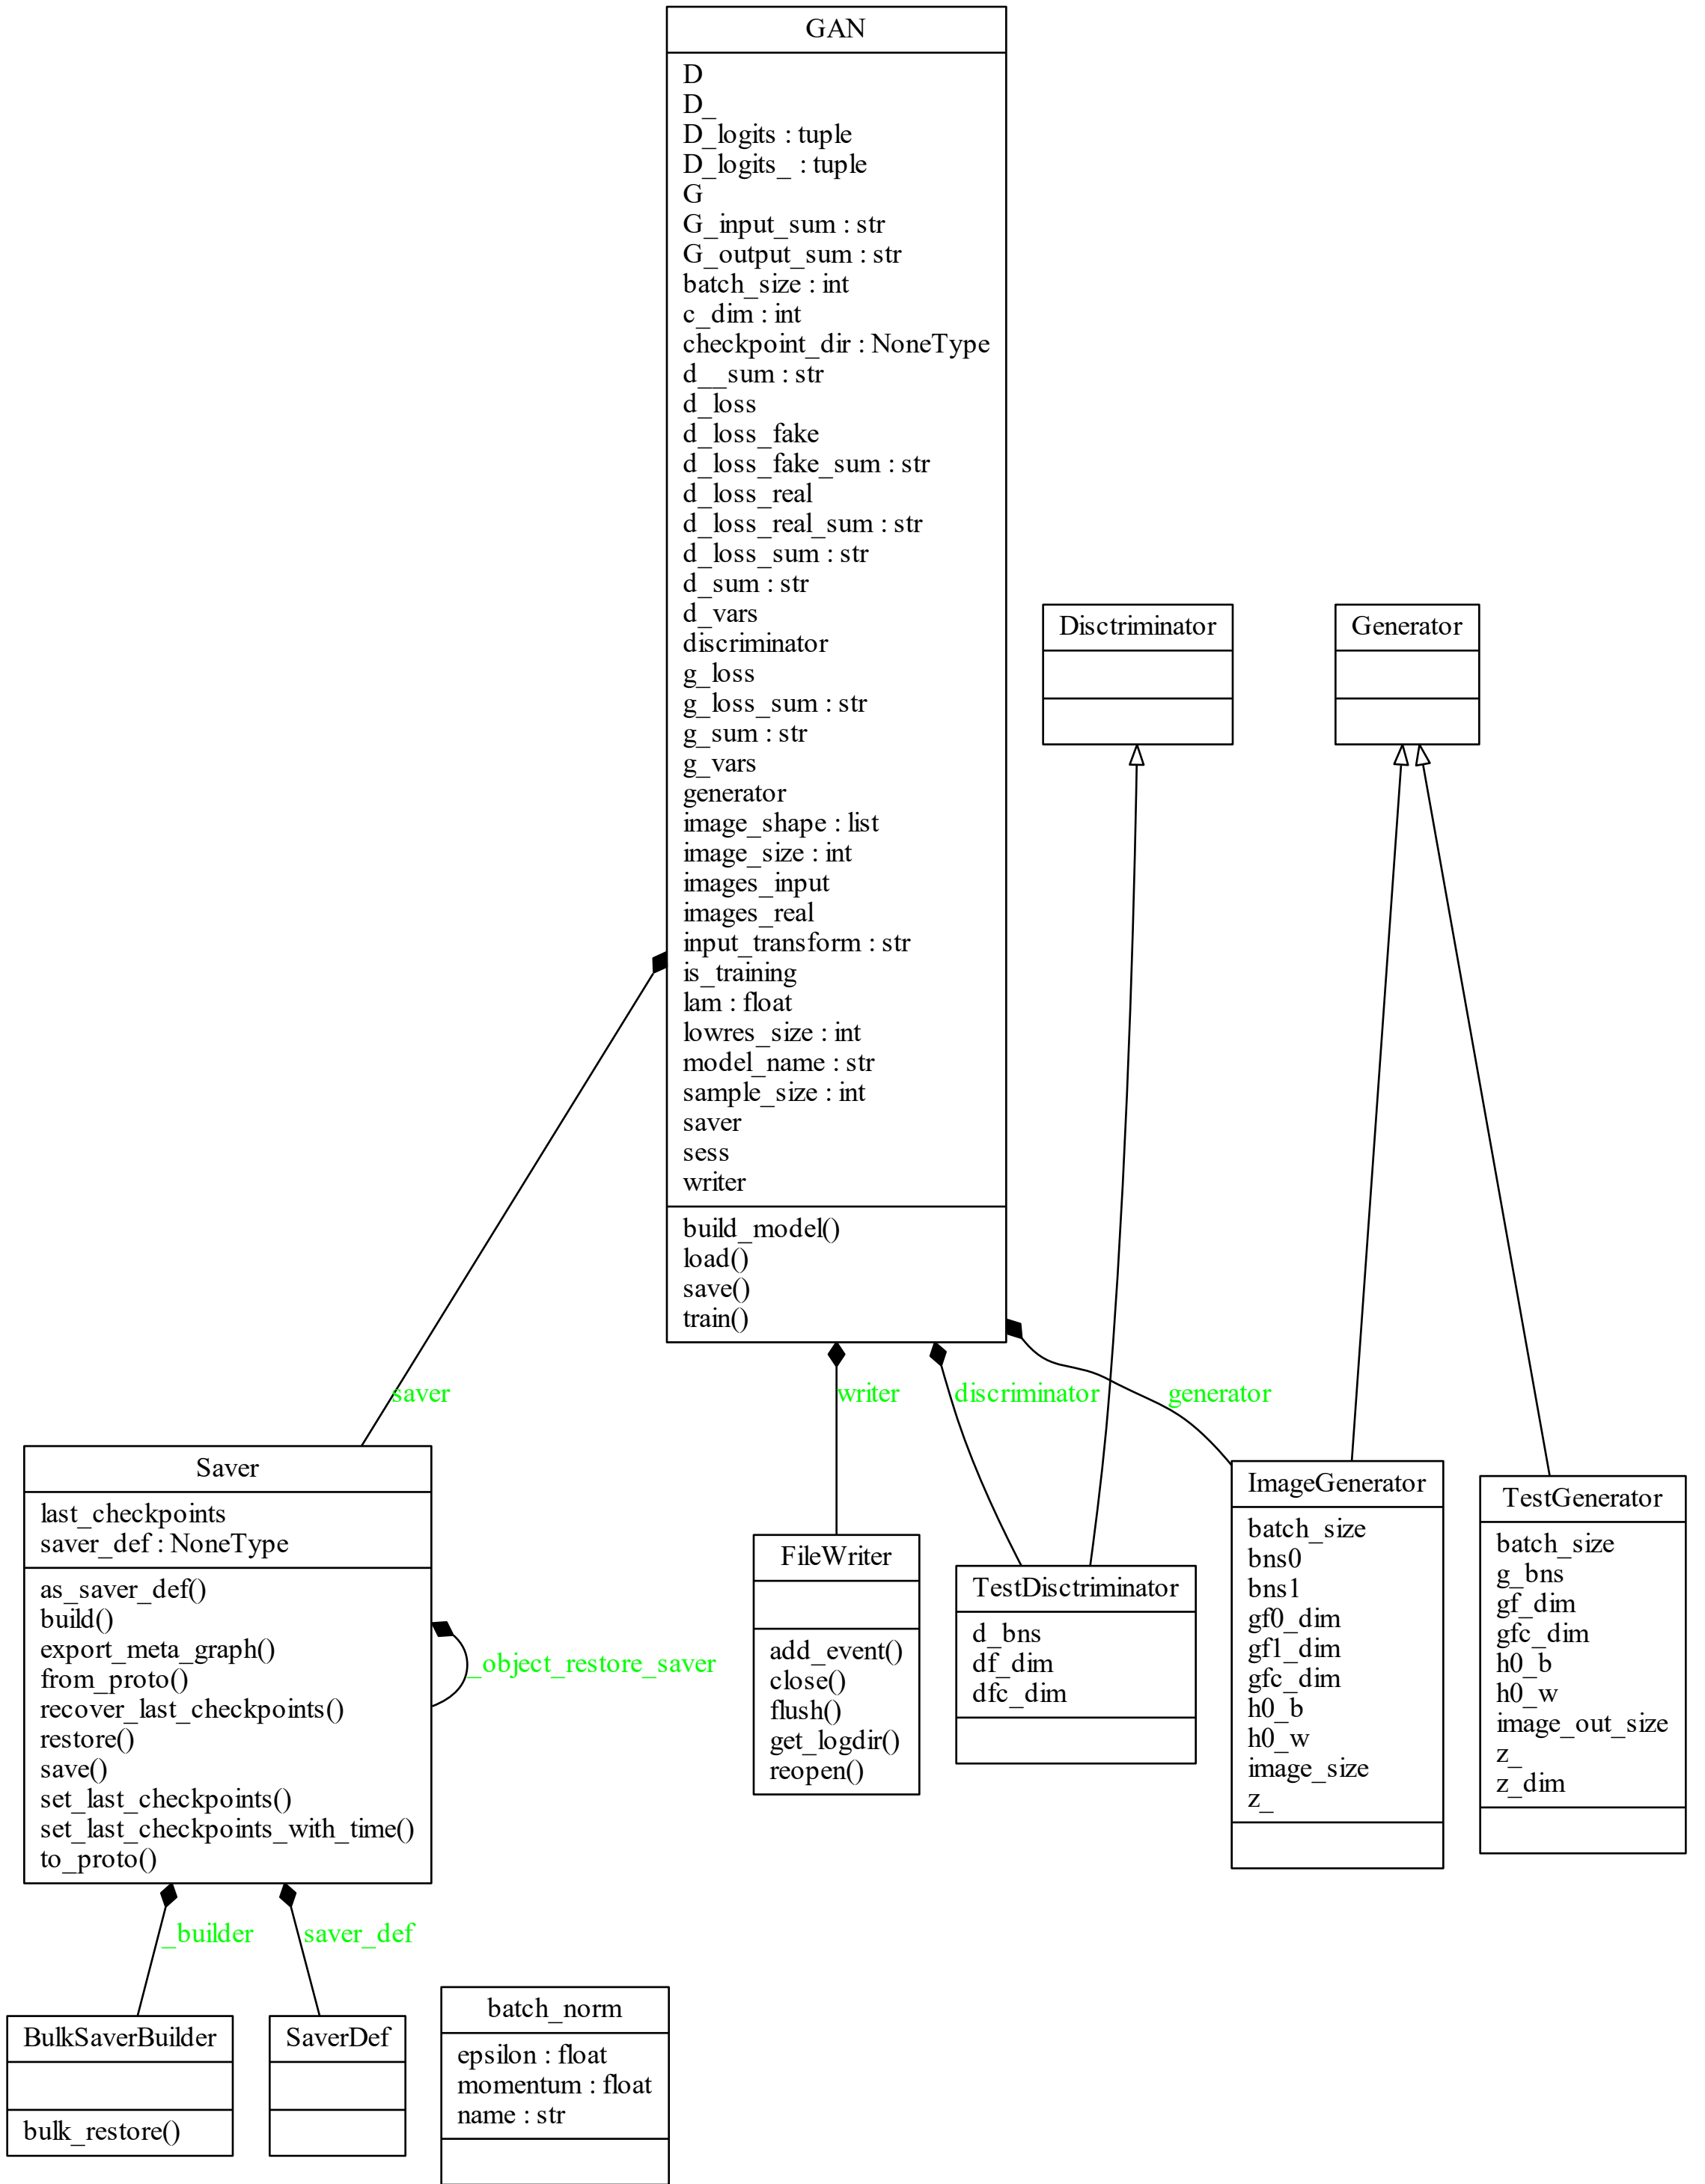 GAN
D
D_
D_logits : tuple
D_logits_ : tuple
G
G_input_sum : str
G_output_sum : str
batch_size : int
c_dim : int
checkpoint_dir : NoneType
d__sum : str
d_loss
d_loss_fake
d_loss_fake_sum : str
d_loss_real
d_loss_real_sum : str
d_loss_sum : str
d_sum : str
d_vars
discriminator
g_loss
g_loss_sum : str
g_sum : str
g_vars
generator
image_shape : list
image_size : int
images_input
images_real
input_transform : str
is_training
lam : float
lowres_size : int
model_name : str
sample_size : int
saver
sess
writer
build_model()
load()
save()
train()
Disctriminator
Generator
saver
writer
discriminator
generator
Saver
last_checkpoints
saver_def : NoneType
as_saver_def()
build()
export_meta_graph()
from_proto()
recover_last_checkpoints()
restore()
save()
set_last_checkpoints()
set_last_checkpoints_with_time()
to_proto()
_object_restore_saver
FileWriter
add_event()
close()
flush()
get_logdir()
reopen()
TestDisctriminator
d_bns
df_dim
dfc_dim
ImageGenerator
batch_size
bns0
bns1
gf0_dim
gf1_dim
gfc_dim
h0_b
h0_w
image_size
z_
TestGenerator
batch_size
g_bns
gf_dim
gfc_dim
h0_b
h0_w
image_out_size
z_
z_dim
_builder
saver_def
BulkSaverBuilder
bulk_restore()
SaverDef
batch_norm
epsilon : float
momentum : float
name : str